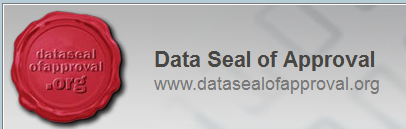 dataseal
ofapproval
.org
Data Seal of Approval
www.datasealofapproval.org